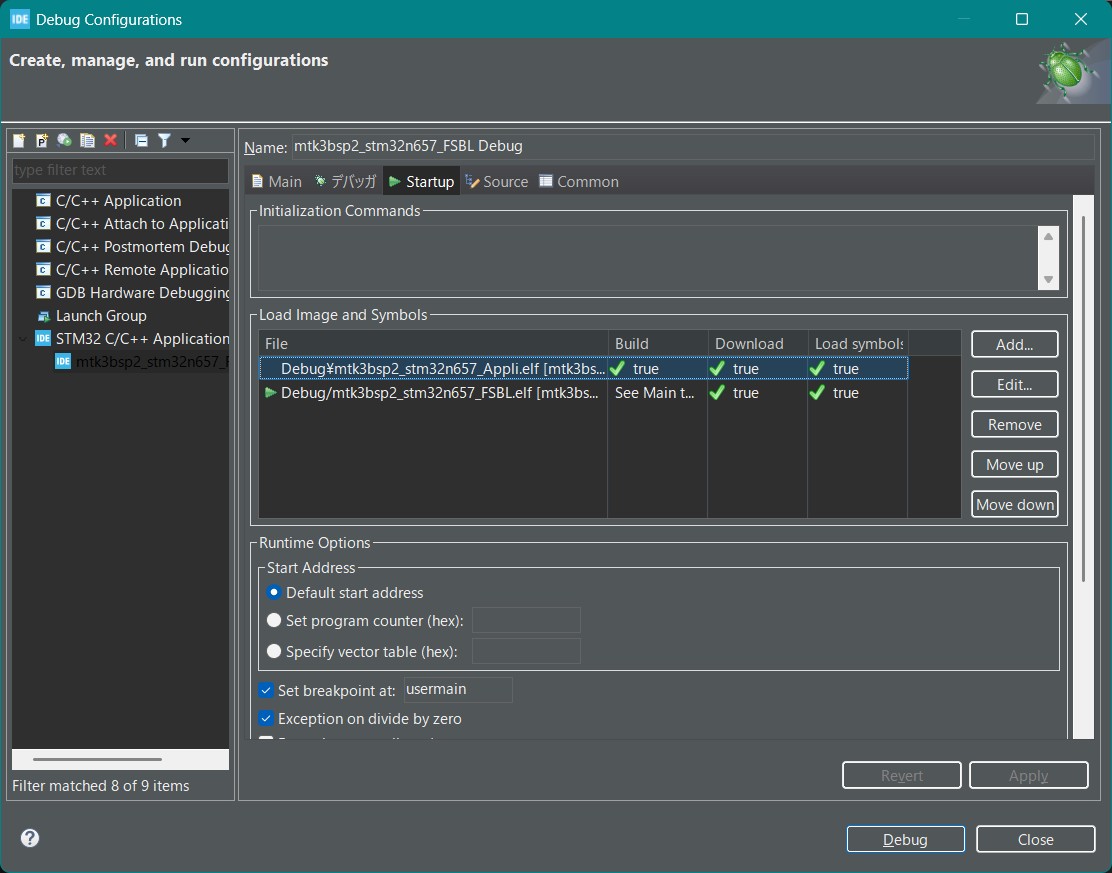 IDE Debug Configurations
Create, manage, and run configurations
type filter text
C/C++ Application
C/C++ Attach to Applicati
C/C++ Postmortem Debug
C/C++ Remote Applicatio
GDB Hardware Debugging
Launch Group
IDE STM32 C/C++ Application
IDE mtk3bsp2_stm32n657_F
Filter matched 8 of 9 items
Name: mtk3bsp2_stm32n657_FSBL Debug
Main デバッガ Startup Source Common
Initialization Commands
Load Image and Symbols
File Build Download Load symbols
Debug¥mtk3bsp2_stm32n657_Appli.elf [mtk3bs... true true true
Debug/mtk3bsp2_stm32n657_FSBL.elf [mtk3bs... See Main t... true true
Add...
Edit...
Remove
Move up
Move down
Runtime Options
Start Address
Default start address
Set program counter (hex):
Specify vector table (hex):
Set breakpoint at: usermain
Exception on divide by zero
Revert Apply
Debug Close